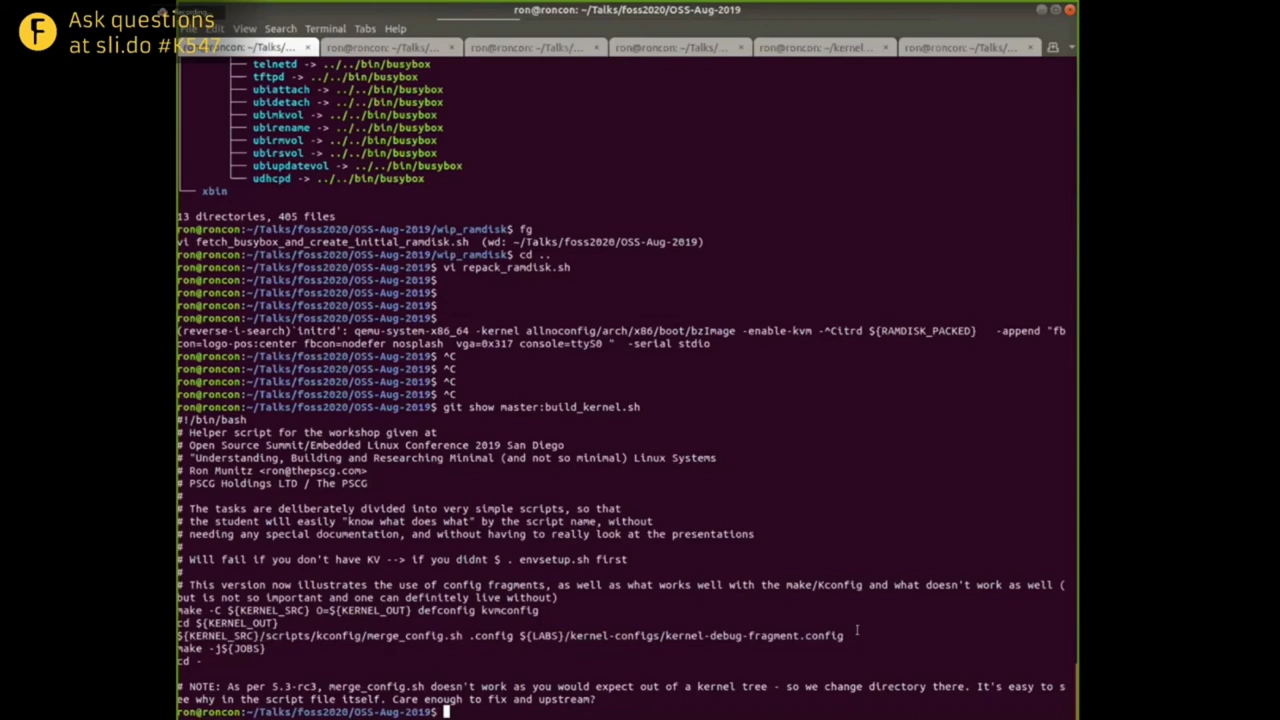 Ask questions
at sli.do #K547
ron@roncon: ~/Talks/foss2020/OSS-Aug-2019
Edit View Search Terminal Tabs Help
ron@roncon: ~/Talks/... × ron@roncon: ~/Talks/... × ron@roncon: ~/Talks/... × ron@roncon: ~/Talks/... × ron@roncon: ~/kernel... × ron@roncon: ~/Talks/... ×
├── telnetd -> ../../bin/busybox
├── tftpd -> ../../bin/busybox
├── ubiattach -> ../../bin/busybox
├── ubidetach -> ../../bin/busybox
├── ubimkvol -> ../../bin/busybox
├── ubirename -> ../../bin/busybox
├── ubirmvol -> ../../bin/busybox
├── ubirsvol -> ../../bin/busybox
├── ubiupdatevol -> ../../bin/busybox
└── udhcpd -> ../../bin/busybox
└── xbin
13 directories, 405 files
ron@roncon:~/Talks/foss2020/OSS-Aug-2019/wip_ramdisk$ fg
vi fetch_busybox_and_create_initial_ramdisk.sh (wd: ~/Talks/foss2020/OSS-Aug-2019)
ron@roncon:~/Talks/foss2020/OSS-Aug-2019/wip_ramdisk$ cd ..
ron@roncon:~/Talks/foss2020/OSS-Aug-2019$ vi repack_ramdisk.sh
ron@roncon:~/Talks/foss2020/OSS-Aug-2019$
ron@roncon:~/Talks/foss2020/OSS-Aug-2019$
ron@roncon:~/Talks/foss2020/OSS-Aug-2019$
ron@roncon:~/Talks/foss2020/OSS-Aug-2019$
(reverse-i-search)`initrd': qemu-system-x86_64 -kernel allnoconfig/arch/x86/boot/bzImage -enable-kvm -^Citrd ${RAMDISK_PACKED} -append "fb
con=logo-pos:center fbcon=nodefer nosplash vga=0x317 console=ttyS0 " -serial stdio
ron@roncon:~/Talks/foss2020/OSS-Aug-2019$ ^C
ron@roncon:~/Talks/foss2020/OSS-Aug-2019$ ^C
ron@roncon:~/Talks/foss2020/OSS-Aug-2019$ ^C
ron@roncon:~/Talks/foss2020/OSS-Aug-2019$ ^C
ron@roncon:~/Talks/foss2020/OSS-Aug-2019$ git show master:build_kernel.sh
#!/bin/bash
# Helper script for the workshop given at
# Open Source Summit/Embedded Linux Conference 2019 San Diego
# "Understanding, Building and Researching Minimal (and not so minimal) Linux Systems
# Ron Munitz <ron@thepscg.com>
# PSCG Holdings LTD / The PSCG
#
# The tasks are deliberately divided into very simple scripts, so that
# the student will easily "know what does what" by the script name, without
# needing any special documentation, and without having to really look at the presentations
#
# Will fail if you don't have KV --> if you didnt $ . envsetup.sh first
#
# This version now illustrates the use of config fragments, as well as what works well with the make/Kconfig and what doesn't work as well (
but is not so important and one can definitely live without)
make -C ${KERNEL_SRC} O=${KERNEL_OUT} defconfig kvmconfig
cd ${KERNEL_OUT}
${KERNEL_SRC}/scripts/kconfig/merge_config.sh .config ${LABS}/kernel-configs/kernel-debug-fragment.config
make -j${JOBS}
cd -
# NOTE: As per 5.3-rc3, merge_config.sh doesn't work as you would expect out of a kernel tree - so we change directory there. It's easy to s
ee why in the script file itself. Care enough to fix and upstream?
ron@roncon:~/Talks/foss2020/OSS-Aug-2019$